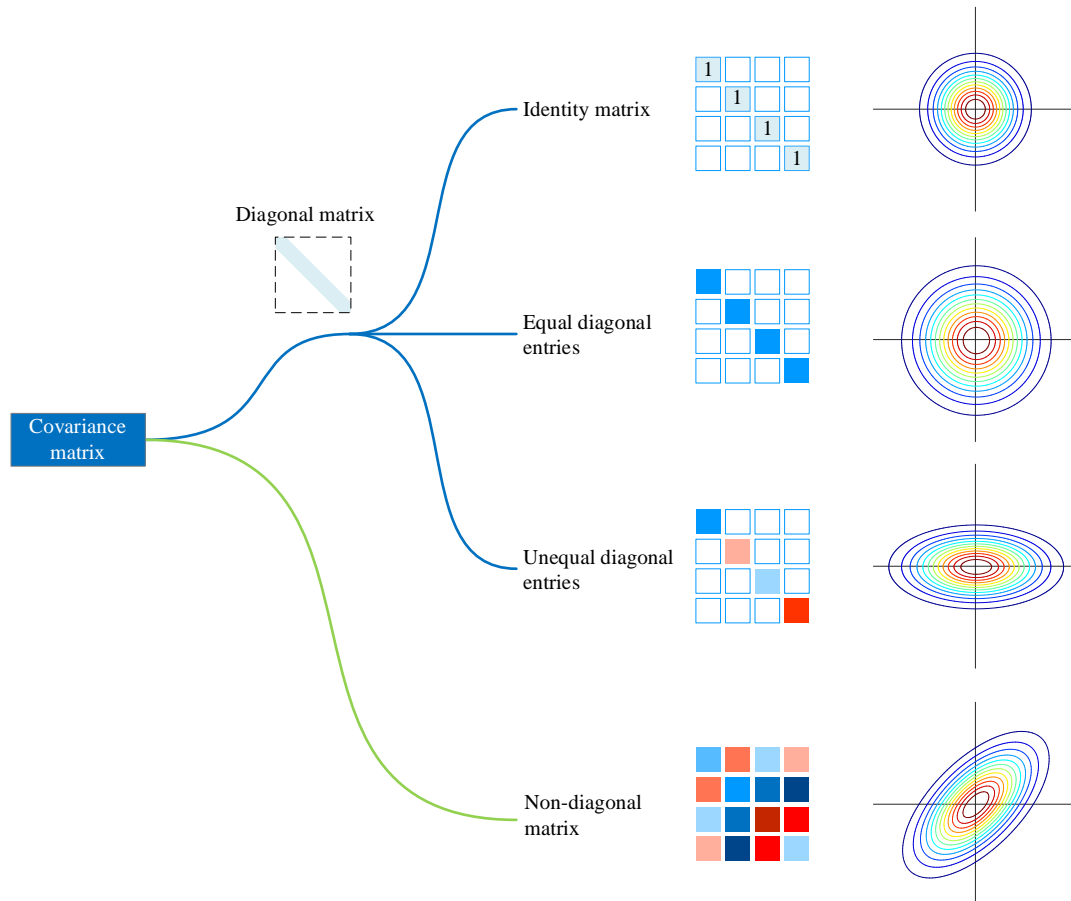 Identity matrix
1
1
1
1
Diagonal matrix
Equal diagonal
entries
Covariance
matrix
Unequal diagonal
entries
Non-diagonal
matrix